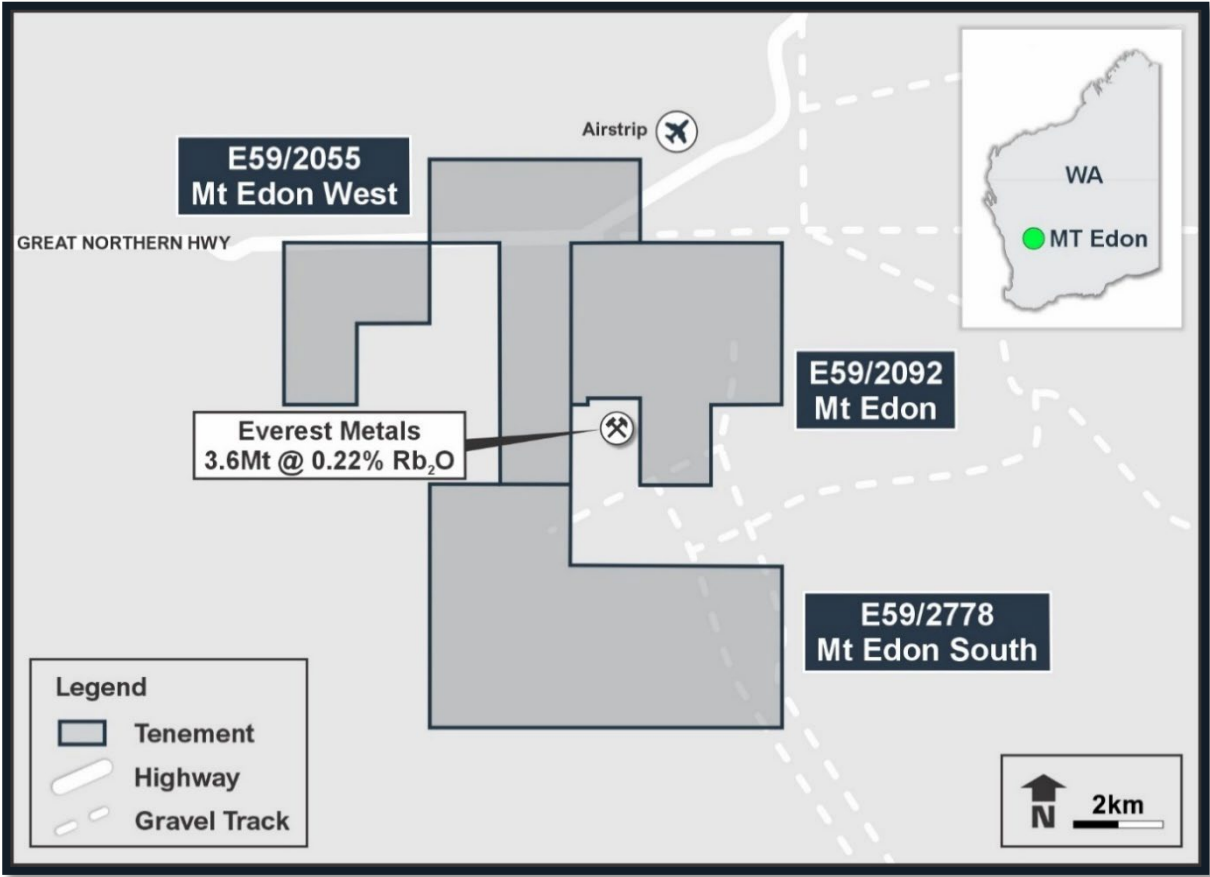 Airstrip
E59/2055
Mt Edon West
GREAT NORTHERN HWY
WA
MT Edon
E59/2092
Mt Edon
Everest Metals
3.6Mt @ 0.22% Rb₂O
E59/2778
Mt Edon South
Legend
Tenement
Highway
Gravel Track
N
2km